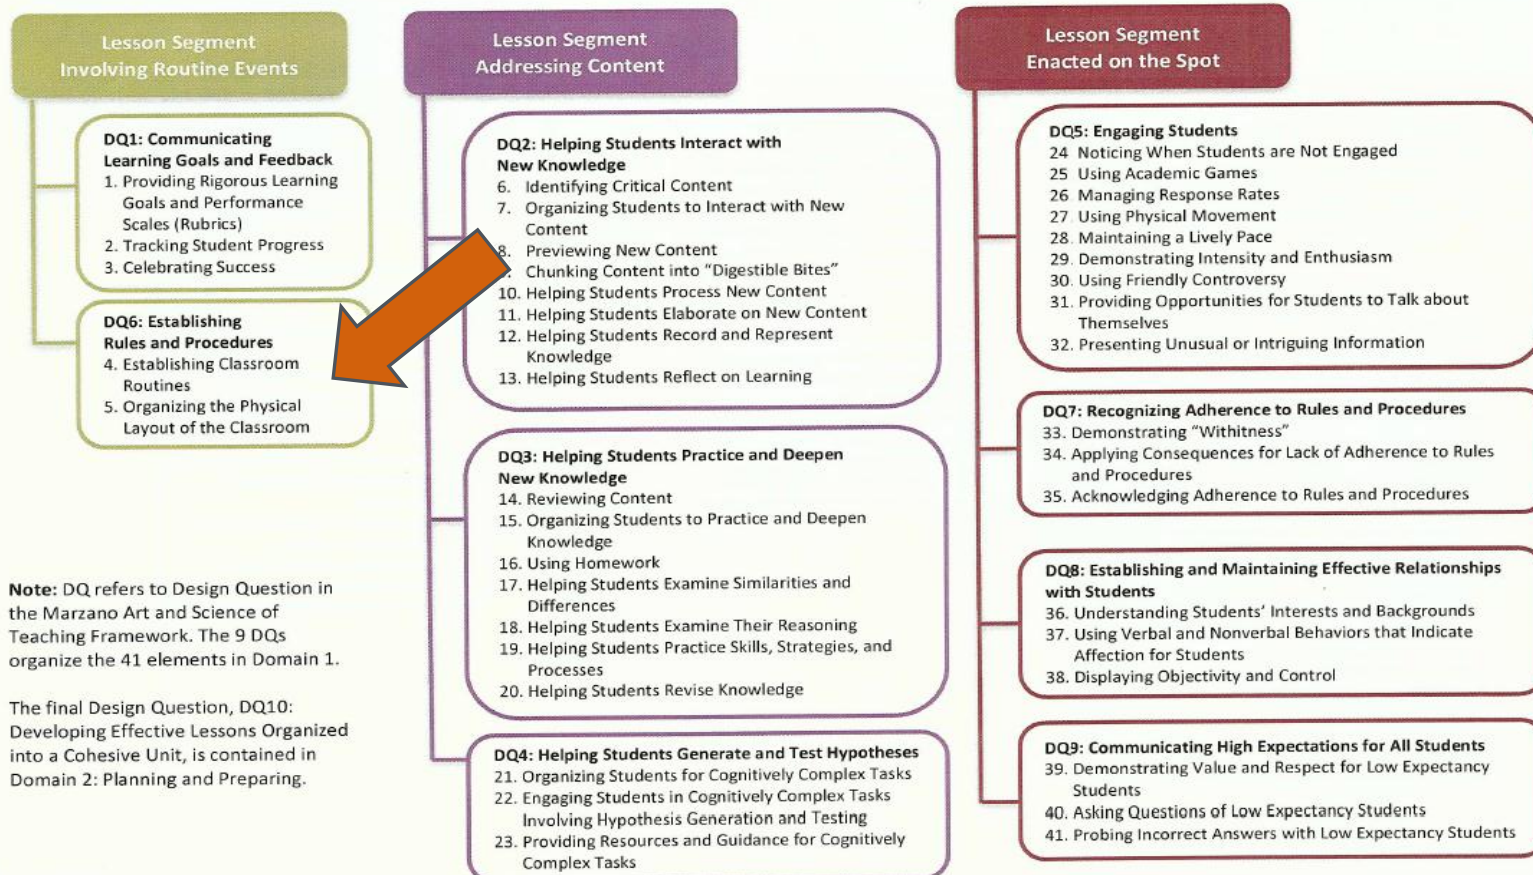 Lesson Segment
Involving Routine Events
DQ1: Communicating
Learning Goals and Feedback
1. Providing Rigorous Learning
Goals and Performance
Scales (Rubrics)
2. Tracking Student Progress
3. Celebrating Success
DQ6: Establishing
Rules and Procedures
4. Establishing Classroom
Routines
5. Organizing the Physical
Layout of the Classroom
Note: DQ refers to Design Question in
the Marzano Art and Science of
Teaching Framework. The 9 DQs
organize the 41 elements in Domain 1.
The final Design Question, DQ10:
Developing Effective Lessons Organized
into a Cohesive Unit, is contained in
Domain 2: Planning and Preparing.
Lesson Segment
Addressing Content
DQ2: Helping Students Interact with
New Knowledge
6. Identifying Critical Content
7. Organizing Students to Interact with New
Content
8. Previewing New Content
Chunking Content into “Digestible Bites”
10. Helping Students Process New Content
11. Helping Students Elaborate on New Content
12. Helping Students Record and Represent
Knowledge
13. Helping Students Reflect on Learning
DQ3: Helping Students Practice and Deepen
New Knowledge
14. Reviewing Content
15. Organizing Students to Practice and Deepen
Knowledge
16. Using Homework
17. Helping Students Examine Similarities and
Differences
18. Helping Students Examine Their Reasoning
19. Helping Students Practice Skills, Strategies, and
Processes
20. Helping Students Revise Knowledge
DQ4: Helping Students Generate and Test Hypotheses
21. Organizing Students for Cognitively Complex Tasks
22. Engaging Students in Cognitively Complex Tasks
Involving Hypothesis Generation and Testing
23. Providing Resources and Guidance for Cognitively
Complex Tasks
Lesson Segment
Enacted on the Spot
DQ5: Engaging Students
24 Noticing When Students are Not Engaged
25 Using Academic Games
26 Managing Response Rates
27. Using Physical Movement
28. Maintaining a Lively Pace
29. Demonstrating Intensity and Enthusiasm
30. Using Friendly Controversy
31. Providing Opportunities for Students to Talk about
Themselves
32. Presenting Unusual or Intriguing Information
DQ7: Recognizing Adherence to Rules and Procedures
33. Demonstrating “Withitness”
34. Applying Consequences for Lack of Adherence to Rules
and Procedures
35. Acknowledging Adherence to Rules and Procedures
DQ8: Establishing and Maintaining Effective Relationships
with Students
36. Understanding Students’ Interests and Backgrounds
37. Using Verbal and Nonverbal Behaviors that Indicate
Affection for Students
38. Displaying Objectivity and Control
DQ9: Communicating High Expectations for All Students
39. Demonstrating Value and Respect for Low Expectancy
Students
40. Asking Questions of Low Expectancy Students
41. Probing Incorrect Answers with Low Expectancy Students